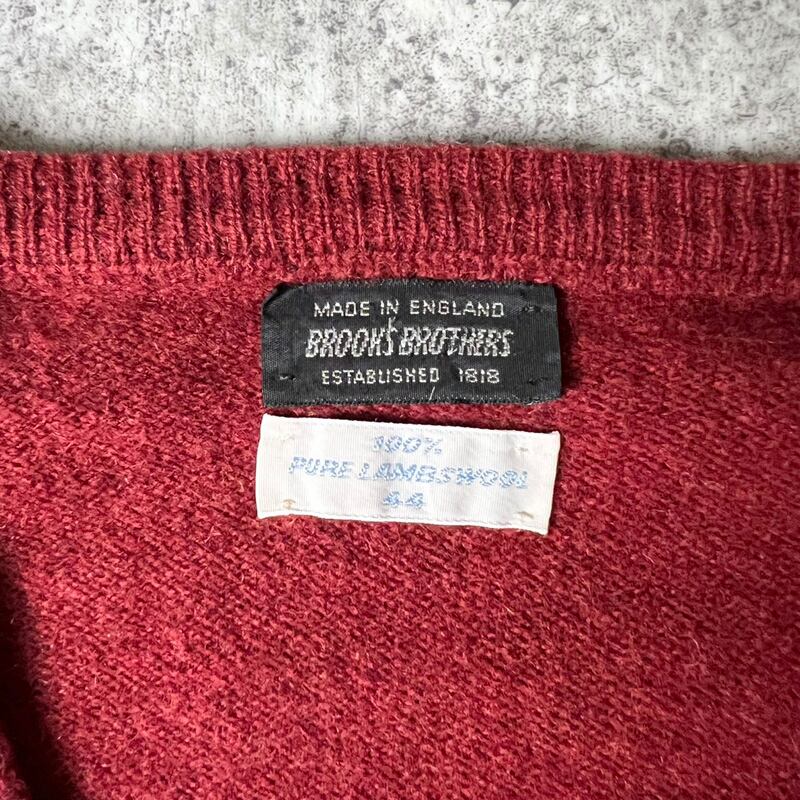 MADE IN ENGLAND
BROOKS BROTHERS
ESTABLISHED 1818
100%
PURE LAMBSWOOL
44